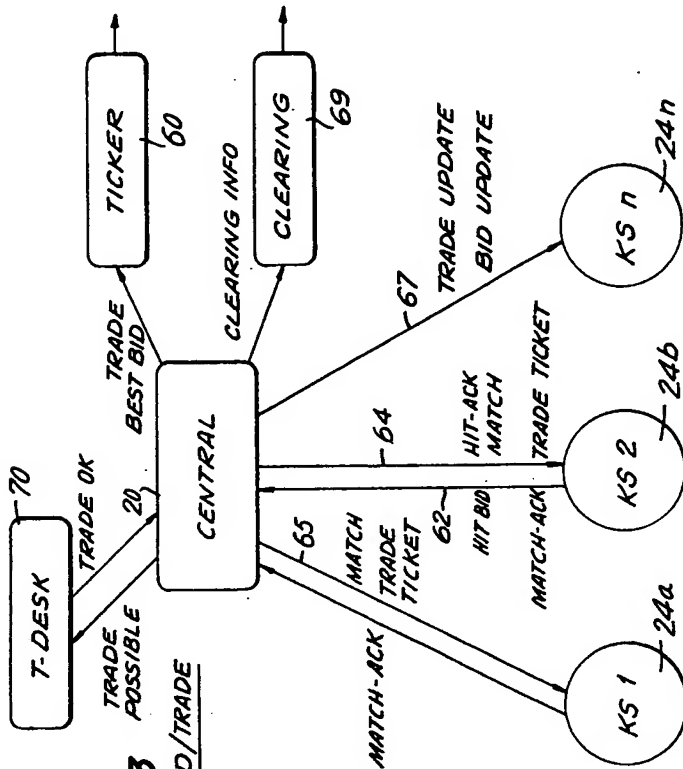 70
T-DESK
TRADE OK
TRADE
POSSIBLE
20
CENTRAL
TRADE
BEST BID
TICKER
60
CLEARING INFO
CLEARING
69
3
D/TRADE
MATCH-ACK
65
MATCH
TRADE
TICKET
62
HIT BID
MATCH-ACK
64
HIT-ACK
MATCH
TRADE TICKET
67
TRADE UPDATE
BID UPDATE
KS 1
24a
KS 2
24b
KS n
24n